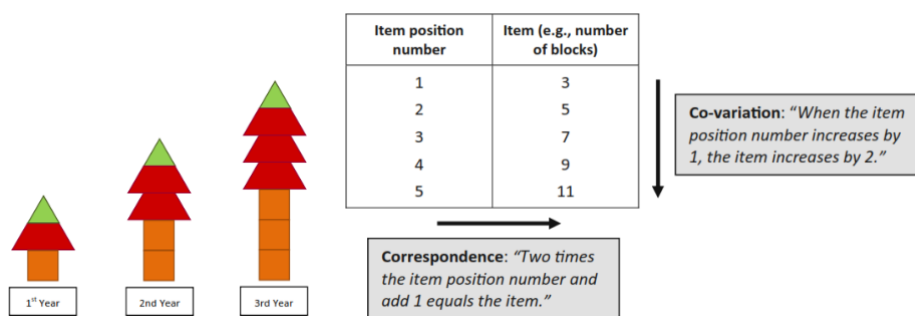 Item position number
Item (e.g., number of blocks)
1 3
2 5
3 7
4 9
5 11
Co-variation: “When the item
position number increases by
1, the item increases by 2.”
Correspondence: “Two times
the item position number and
add 1 equals the item.”
1st Year
2nd Year
3rd Year